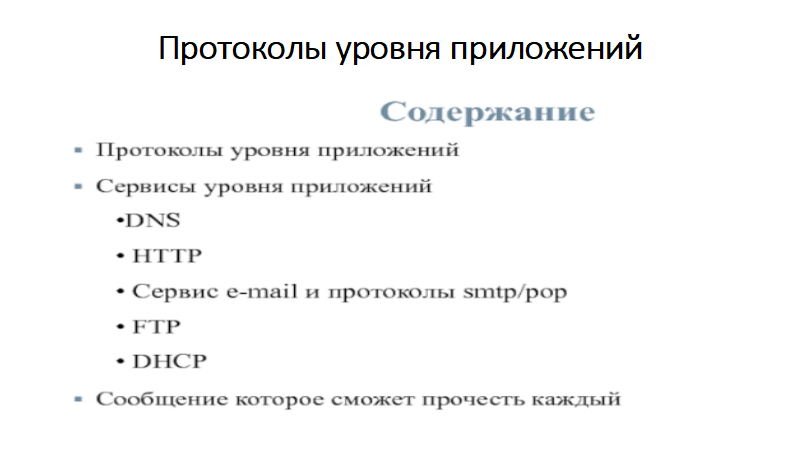 Протоколы уровня приложений
Содержание
▪ Протоколы уровня приложений
▪ Сервисы уровня приложений
•DNS
• HTTP
• Сервис e-mail и протоколы smtp/pop
• FTP
• DHCP
▪ Сообщение которое сможет прочесть каждый